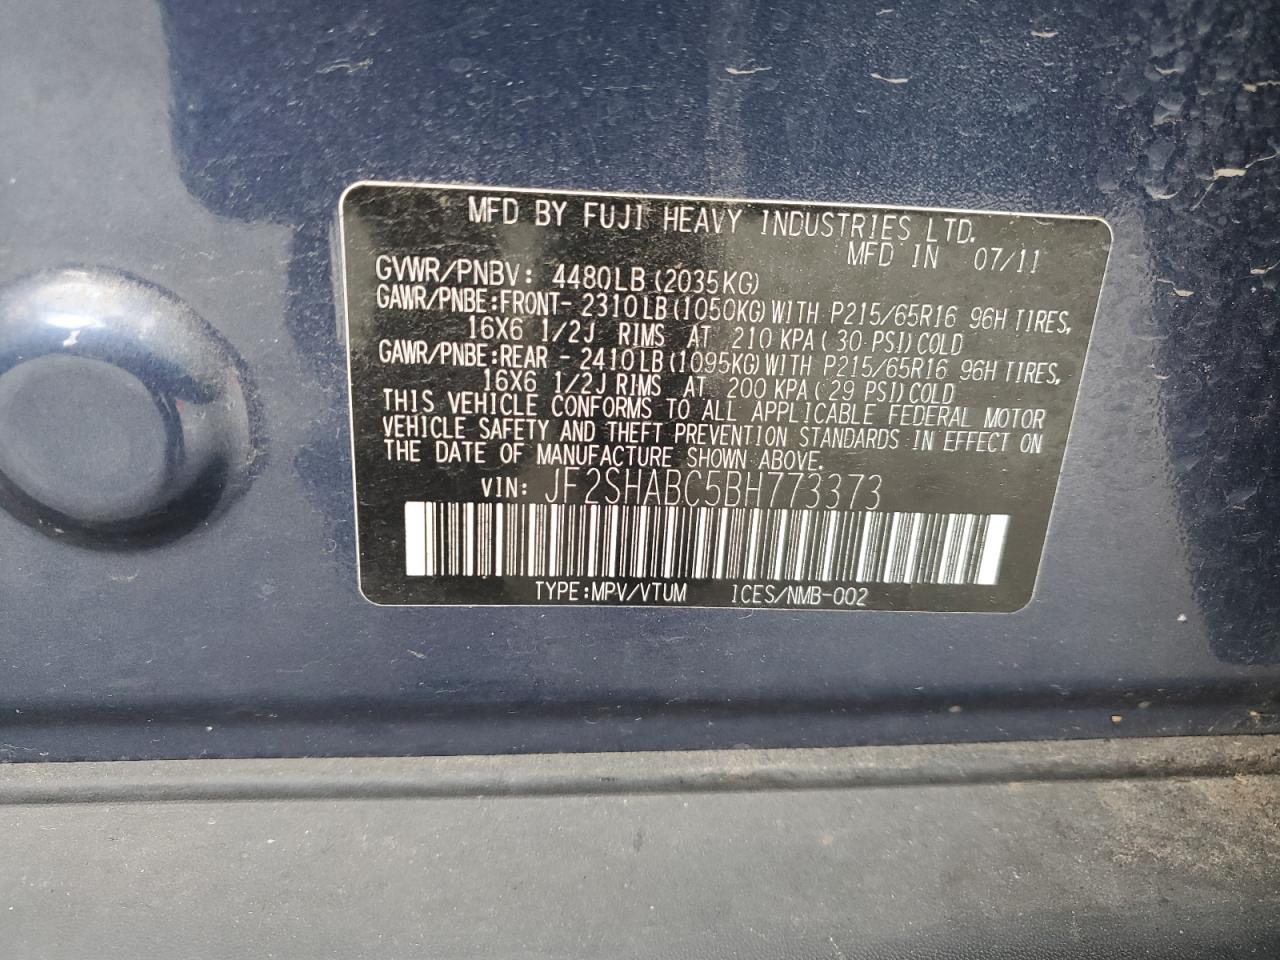 MFD BY FUJI HEAVY INDUSTRIES LTD.
MFD IN 07/11
GVWR/PNBV: 4480LB (2035KG)
GAWR/PNBE:FRONT- 2310LB(1050KG)WITH P215/65R16 96H TIRES,
16X6 1/2J RIMS AT 210 KPA(30 PSI)COLD
GAWR/PNBE:REAR - 2410LB(1095KG)WITH P215/65R16 96H TIRES,
16X6 1/2J RIMS AT 200 KPA(29 PSI)COLD
THIS VEHICLE CONFORMS TO ALL APPLICABLE FEDERAL MOTOR
VEHICLE SAFETY AND THEFT PREVENTION STANDARDS IN EFFECT ON
THE DATE OF MANUFACTURE SHOWN ABOVE.
VIN: JF2SHABC5BH773373
TYPE:MPV/VTUM 1CES/NMB-002